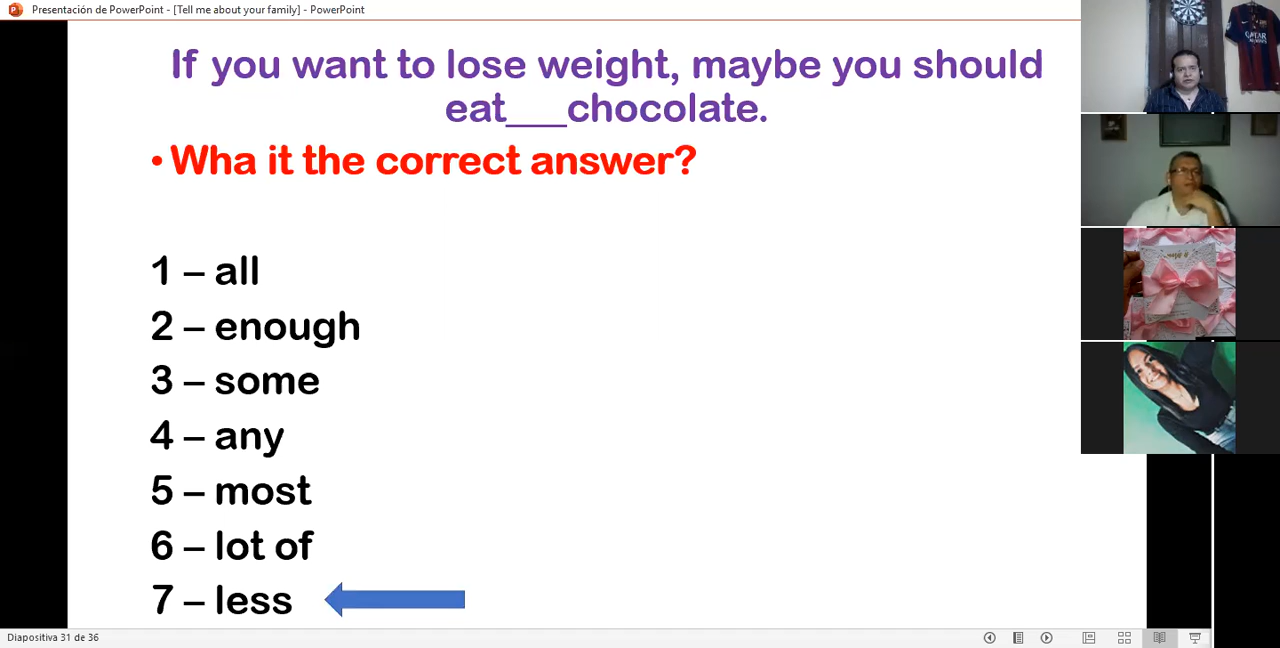 Presentación de PowerPoint - [Tell me about your family] - PowerPoint
If you want to lose weight, maybe you should
eat___chocolate.
• Wha it the correct answer?
1 – all
2 – enough
3 – some
4 – any
5 – most
6 – lot of
7 – less
Diapositiva 31 de 36